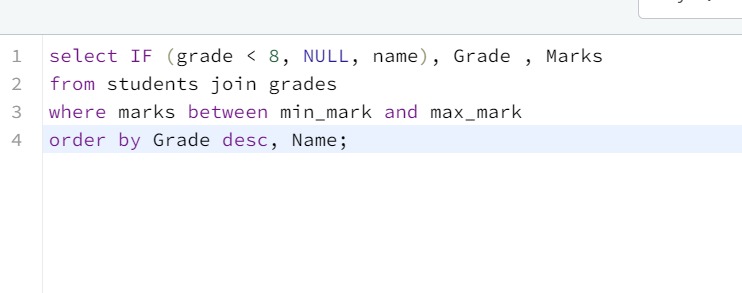 1 select IF (grade < 8, NULL, name), Grade , Marks
2 from students join grades
3 where marks between min_mark and max_mark
4 order by Grade desc, Name;